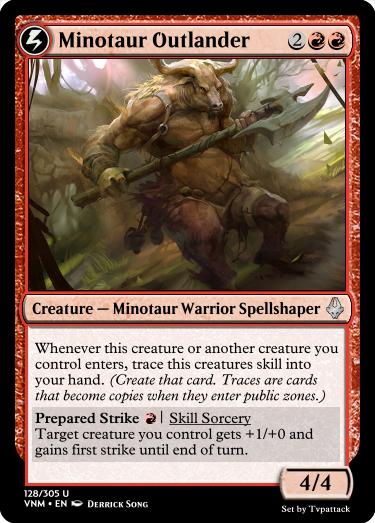 Minotaur Outlander 2
Creature — Minotaur Warrior Spellshaper
Whenever this creature or another creature you
control enters, trace this creatures skill into
your hand. (Create that card. Traces are cards
that become copies when they enter public zones.)
Prepared Strike | Skill Sorcery
Target creature you control gets +1/+0 and
gains first strike until end of turn.
4/4
128/305 U
VNM • EN Derrick Song
Set by Tvpattack